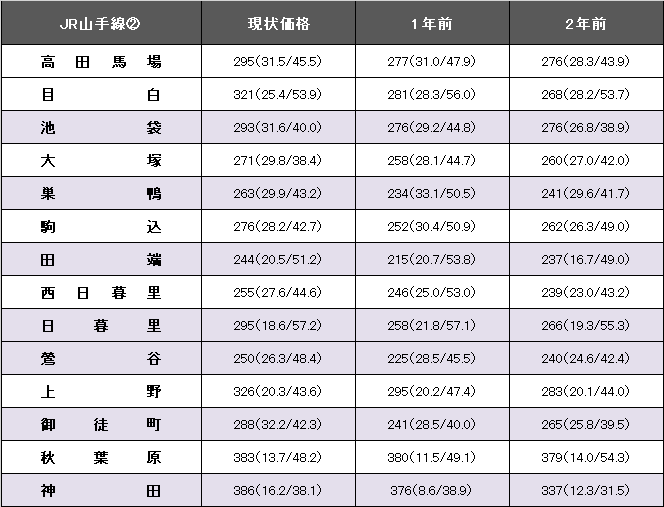 JR山手線② 現状価格 1年前 2年前
高田馬場 295(31.5/45.5) 277(31.0/47.9) 276(28.3/43.9)
目白 321(25.4/53.9) 281(28.3/56.0) 268(28.2/53.7)
池袋 293(31.6/40.0) 276(29.2/44.8) 276(26.8/38.9)
大塚 271(29.8/38.4) 258(28.1/44.7) 260(27.0/42.0)
巣鴨 263(29.9/43.2) 234(33.1/50.5) 241(29.6/41.7)
駒込 276(28.2/42.7) 252(30.4/50.9) 262(26.3/49.0)
田端 244(20.5/51.2) 215(20.7/53.8) 237(16.7/49.0)
西日暮里 255(27.6/44.6) 246(25.0/53.0) 239(23.0/43.2)
日暮里 295(18.6/57.2) 258(21.8/57.1) 266(19.3/55.3)
鶯谷 250(26.3/48.4) 225(28.5/45.5) 240(24.6/42.4)
上野 326(20.3/43.6) 295(20.2/47.4) 283(20.1/44.0)
御徒町 288(32.2/42.3) 241(28.5/40.0) 265(25.8/39.5)
秋葉原 383(13.7/48.2) 380(11.5/49.1) 379(14.0/54.3)
神田 386(16.2/38.1) 376(8.6/38.9) 337(12.3/31.5)